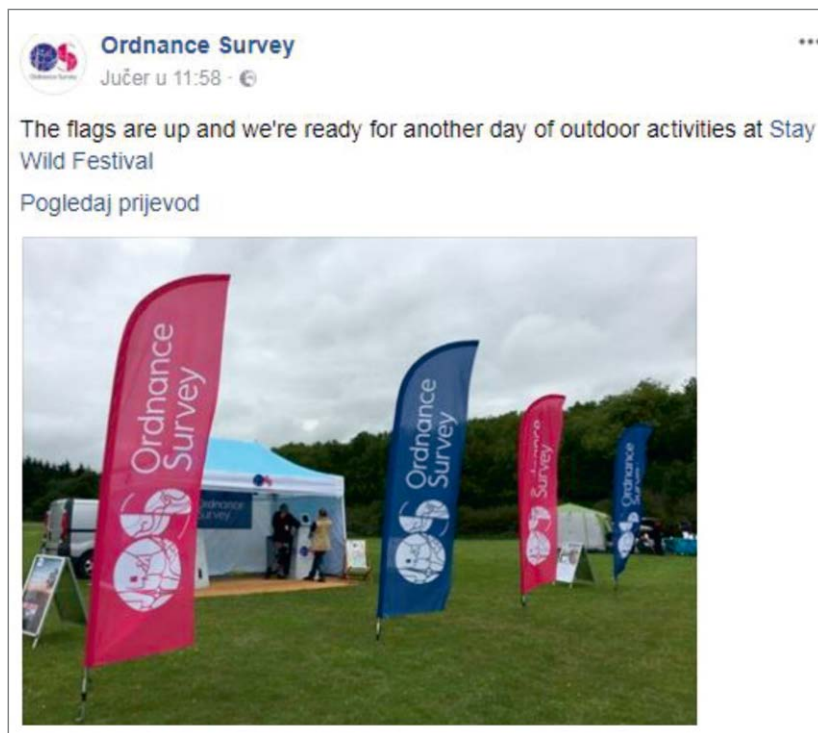 Ordnance Survey
Jučer u 11:58 ·
The flags are up and we're ready for another day of outdoor activities at Stay
Wild Festival
Pogledaj prijevod
Ordnance
Survey
Ordnance
Survey
Ordnance
Survey
Ordnance
Survey
Ordnance
Survey